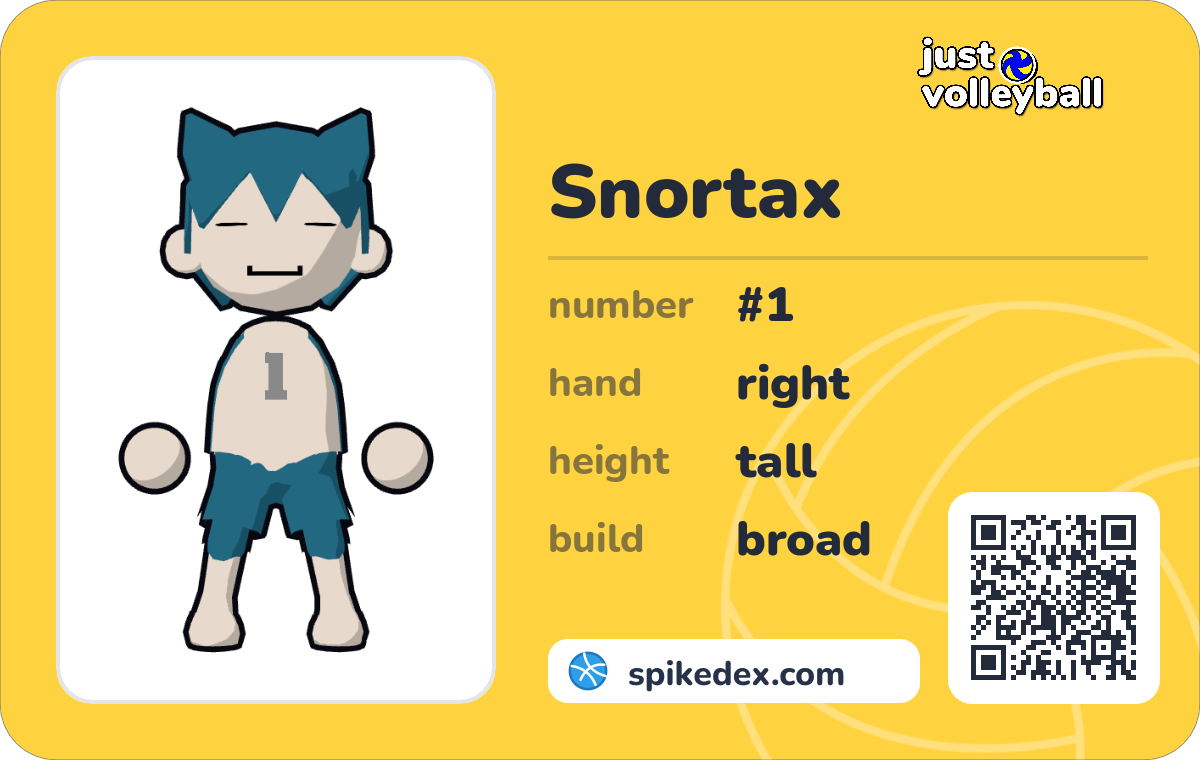 just
volleyball
Snortax
number #1
hand right
height tall
build broad
1
spikedex.com